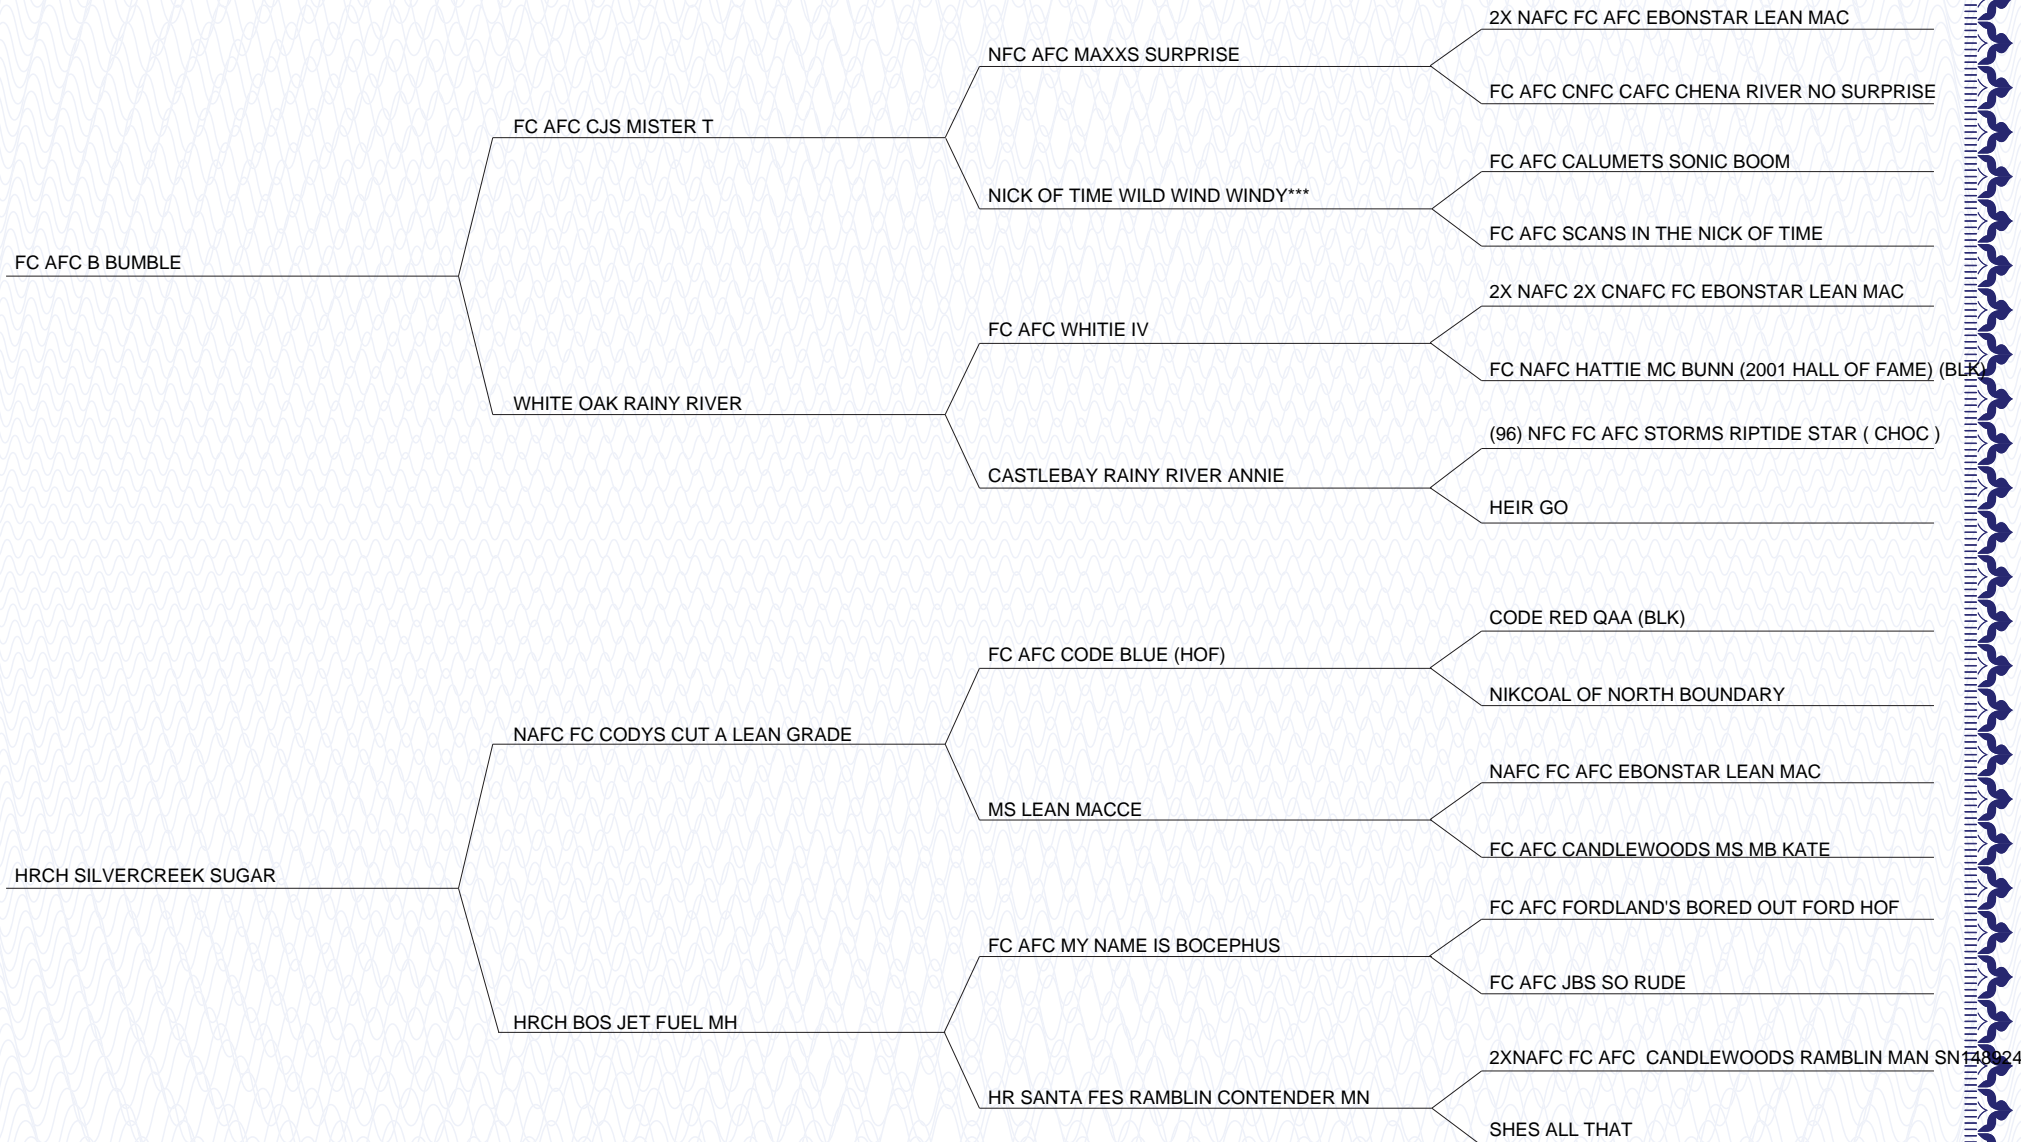 2X NAFC FC AFC EBONSTAR LEAN MAC
NFC AFC MAXXS SURPRISE
FC AFC CNFC CAFC CHENA RIVER NO SURPRISE
FC AFC CJS MISTER T
FC AFC CALUMETS SONIC BOOM
NICK OF TIME WILD WIND WINDY***
FC AFC SCANS IN THE NICK OF TIME
FC AFC B BUMBLE
2X NAFC 2X CNAFC FC EBONSTAR LEAN MAC
FC AFC WHITIE IV
FC NAFC HATTIE MC BUNN (2001 HALL OF FAME) (BLK)
WHITE OAK RAINY RIVER
(96) NFC FC AFC STORMS RIPTIDE STAR ( CHOC )
CASTLEBAY RAINY RIVER ANNIE
HEIR GO
CODE RED QAA (BLK)
FC AFC CODE BLUE (HOF)
NIKCOAL OF NORTH BOUNDARY
NAFC FC CODYS CUT A LEAN GRADE
NAFC FC AFC EBONSTAR LEAN MAC
MS LEAN MACCE
FC AFC CANDLEWOODS MS MB KATE
HRCH SILVERCREEK SUGAR
FC AFC FORDLAND'S BORED OUT FORD HOF
FC AFC MY NAME IS BOCEPHUS
FC AFC JBS SO RUDE
HRCH BOS JET FUEL MH
2XNAFC FC AFC  CANDLEWOODS RAMBLIN MAN SN148924
HR SANTA FES RAMBLIN CONTENDER MN
SHES ALL THAT